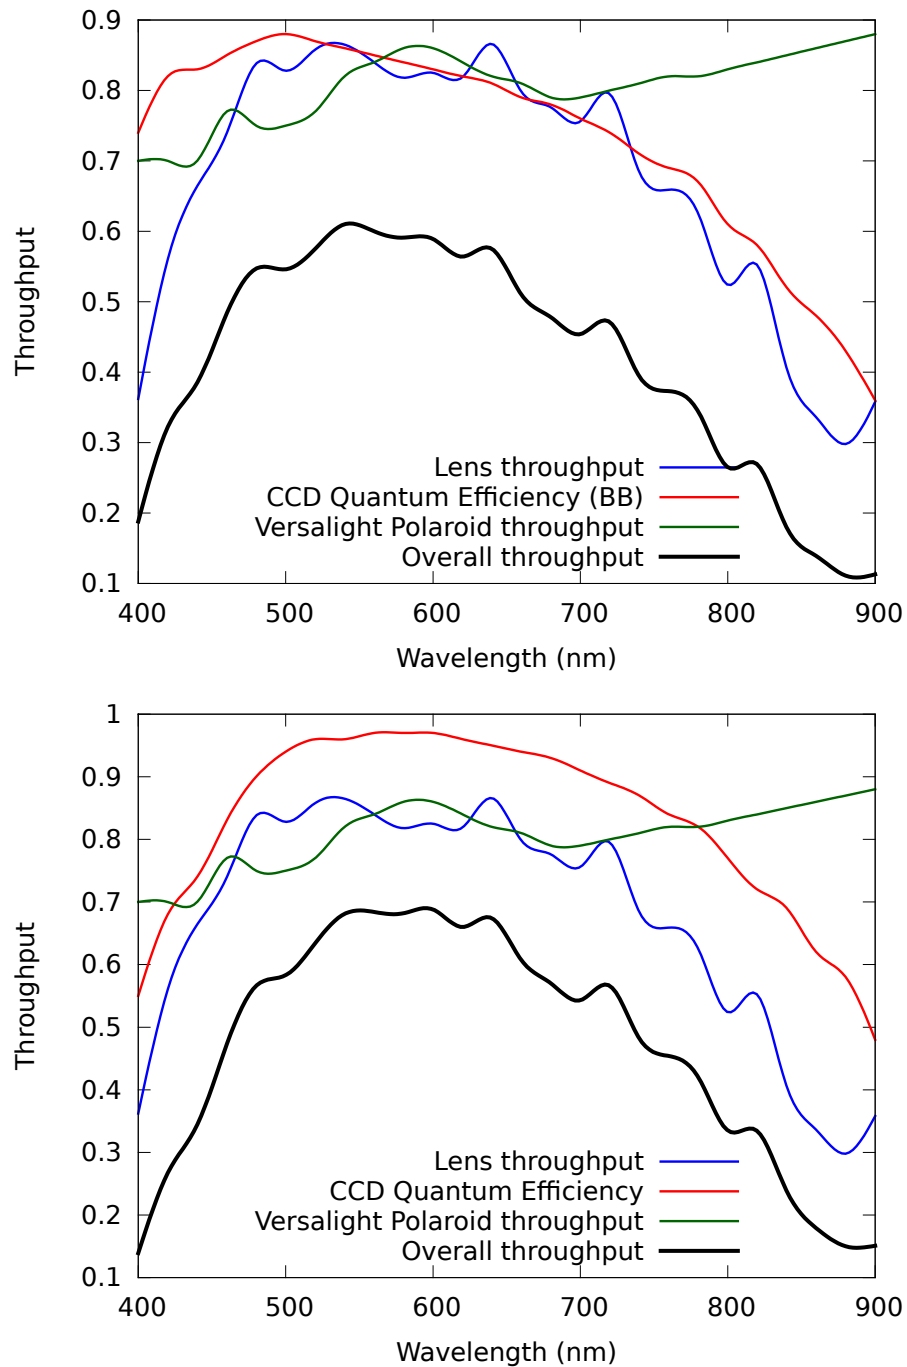 0.9
0.8
0.7
0.6
0.5
0.4
0.3
0.2
0.1
Throughput
Lens throughput
CCD Quantum Efficiency (BB)
Versalight Polaroid throughput
Overall throughput
400 500 600 700 800 900
Wavelength (nm)
1
0.9
0.8
0.7
0.6
0.5
0.4
0.3
0.2
0.1
Throughput
Lens throughput
CCD Quantum Efficiency
Versalight Polaroid throughput
Overall throughput
400 500 600 700 800 900
Wavelength (nm)